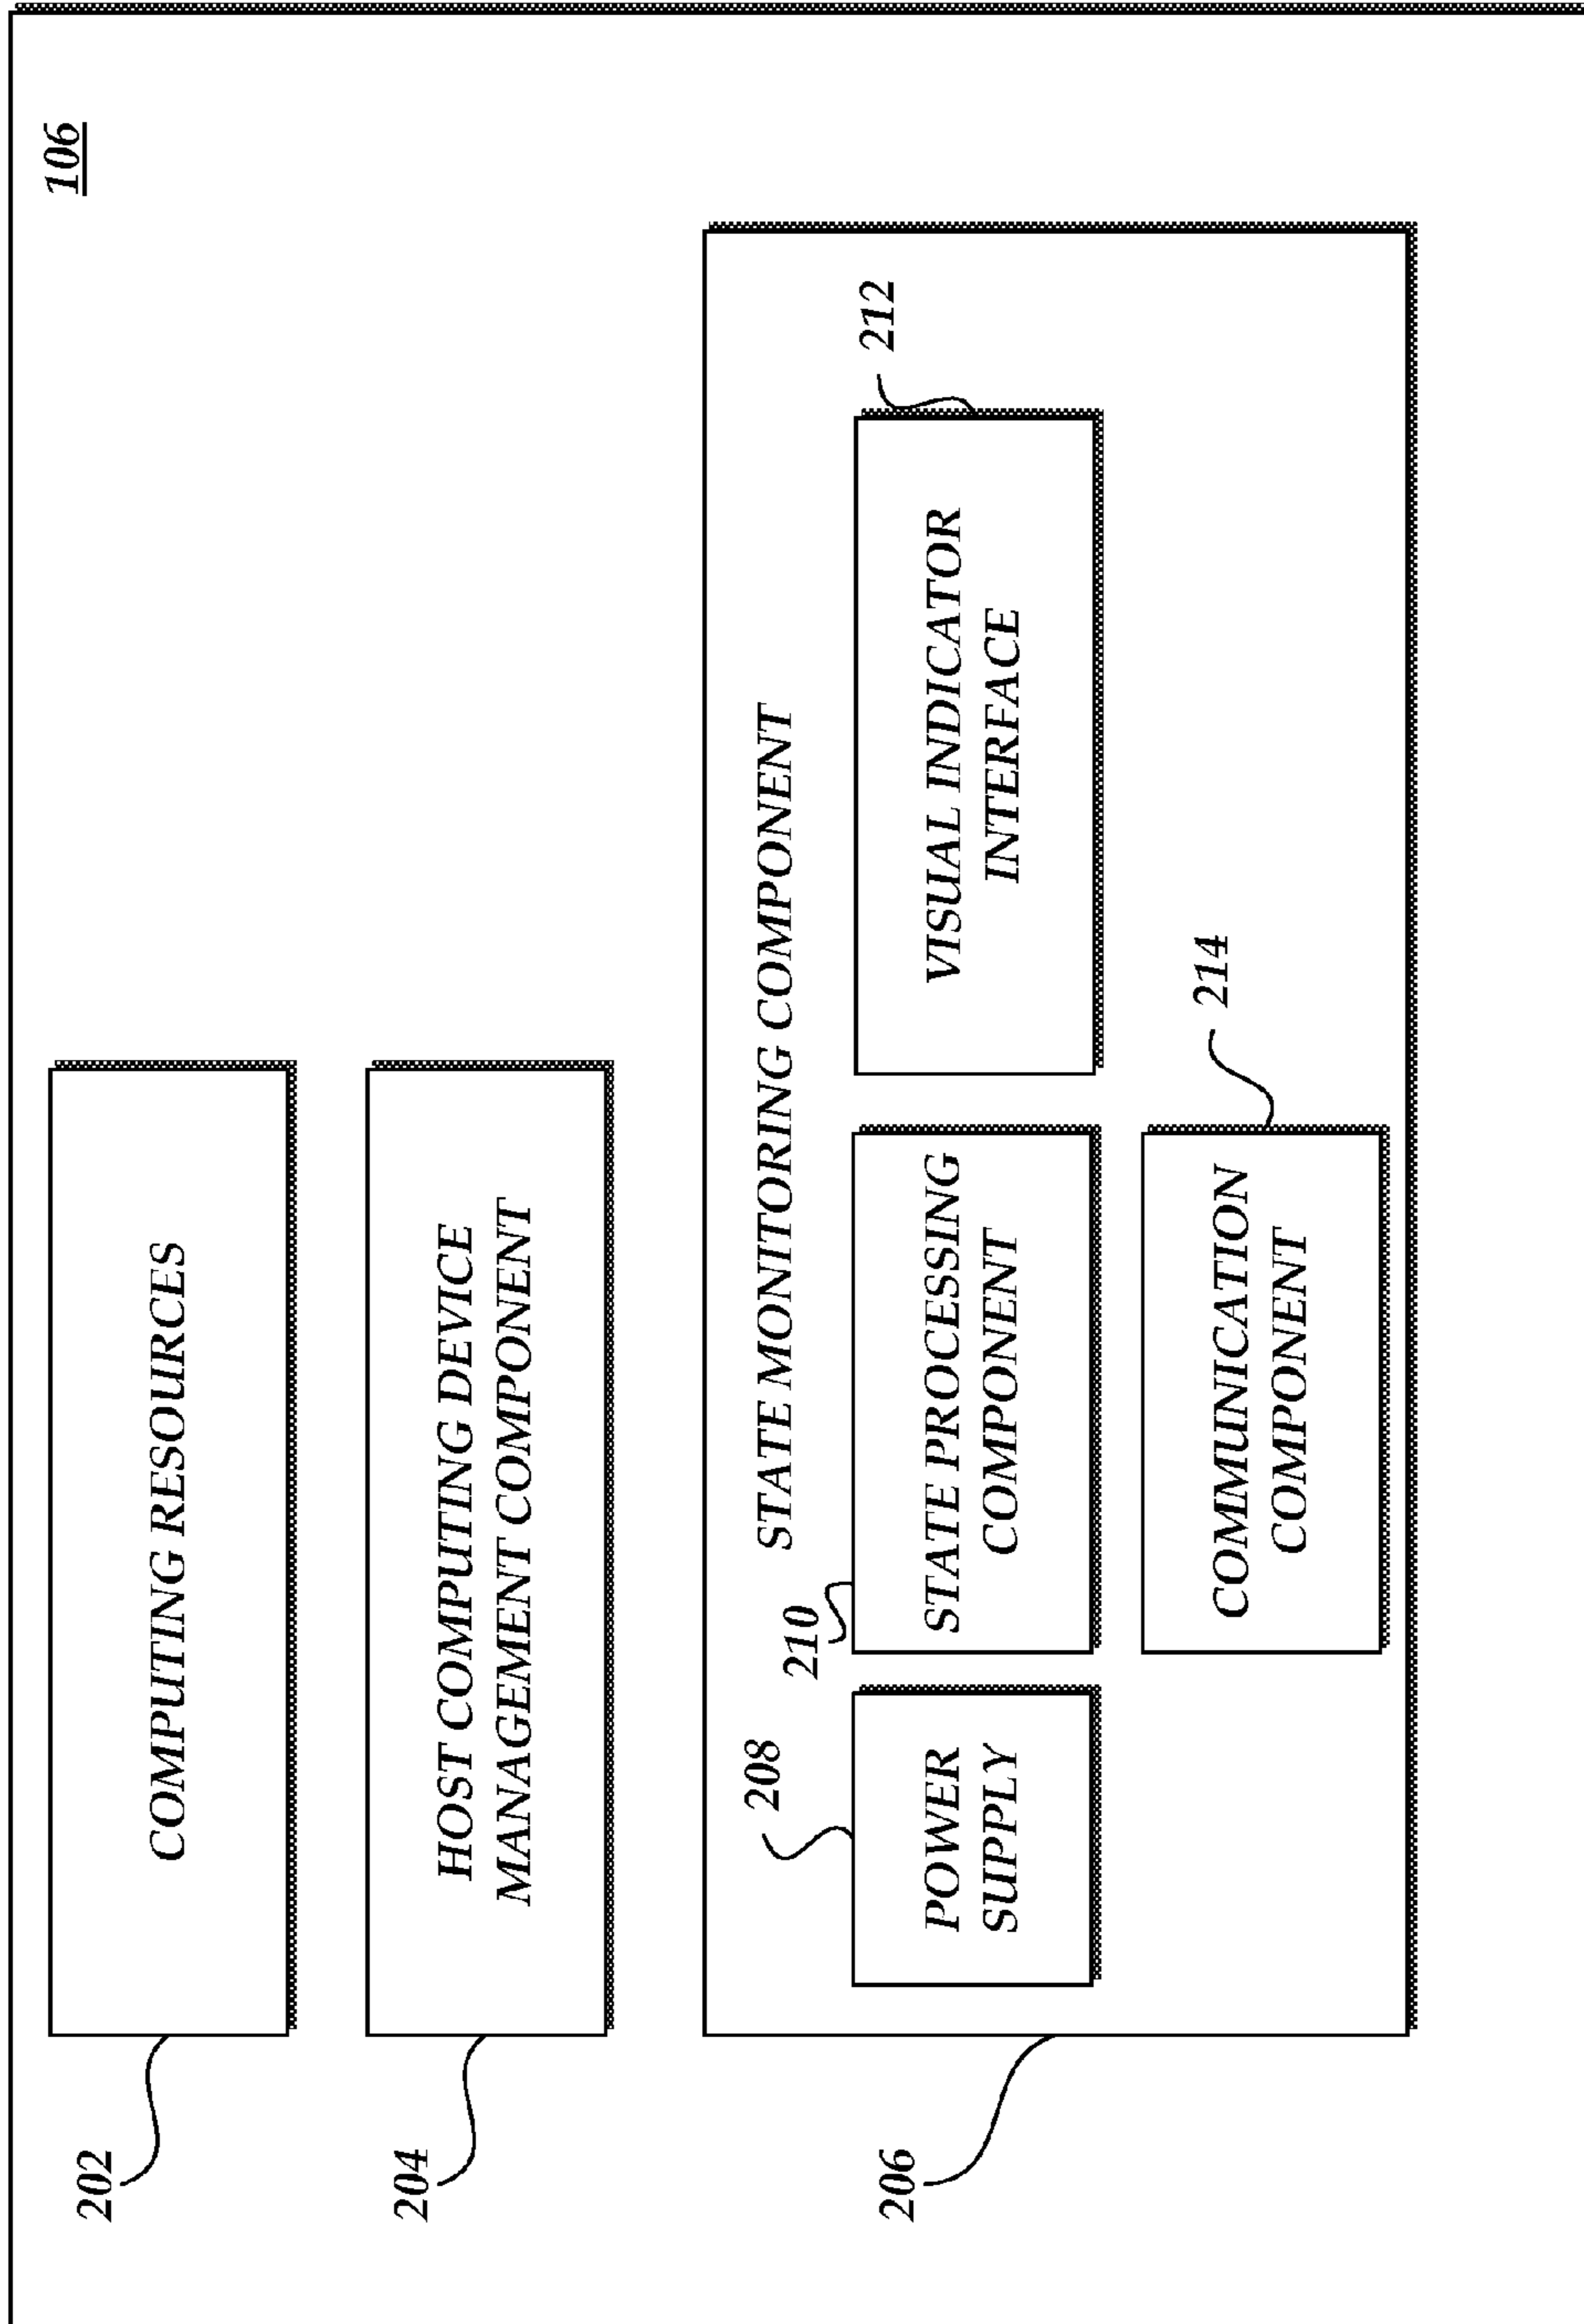 106
202
COMPUTING RESOURCES
204
HOST COMPUTING DEVICE
MANAGEMENT COMPONENT
206
STATE MONITORING COMPONENT
208
POWER
SUPPLY
210
STATE PROCESSING
COMPONENT
212
VISUAL INDICATOR
INTERFACE
214
COMMUNICATION
COMPONENT